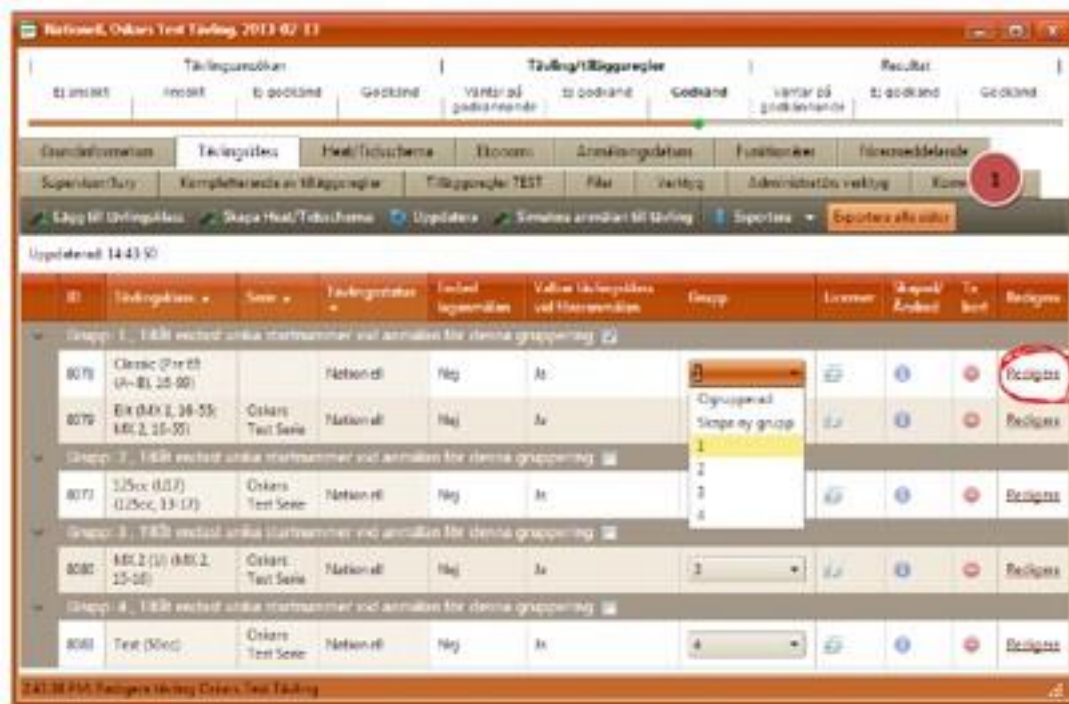 Nationell, Oskars Test Tävling, 2013-02-13
Tävlingsansökan Tävling/tilläggsregler Resultat
Ej ansökt Ansökt Ej godkänd Godkänd Väntar på godkännande Ej godkänd Godkänd Väntar på godkännande Ej godkänd Godkänd
Grundinformation Tävlingsklass Heat/Tidsschema Ekonomi Anmälningsdatum Funktionärer
Supervisor/Jury Kompletterande av tilläggsregler Tilläggsregler TEST Filer Verktyg Administratörs verktyg 1
Lägg till tävlingsklass Skapa Heat/Tidsschema Uppdatera Simulera anmälan till tävling Exportera Exportera alla sidor
Uppdaterad: 14:43:50
ID Tävlingsklass Serie Tävlingsstatus Endast laganmälan Valbar tävlingsklass vid Grupp Licenser Skapad/Ändrad Ta bort Redigera
Grupp: 1, Tillåt endast unika startnummer vid anmälan för denna gruppering
Classic Nationell Nej Ja Redigera
Ogrupperad
Skapa ny grupp
1
2
3
4
8079 Oskars Test Serie Nationell Nej Ja Redigera
Grupp: 2, Tillåt endast unika startnummer vid anmälan för denna gruppering
125cc (U17) (125cc, 13-17) Oskars Test Serie Nationell Nej Ja Redigera
Grupp: 3, Tillåt endast unika startnummer vid anmälan för denna gruppering
8080 Oskars Test Serie Nationell Nej Ja 3 Redigera
Grupp: 4, Tillåt endast unika startnummer vid anmälan för denna gruppering
Test (50cc) Oskars Test Serie Nationell Nej Ja 4 Redigera
Redigera tävling Oskars Test Tävling